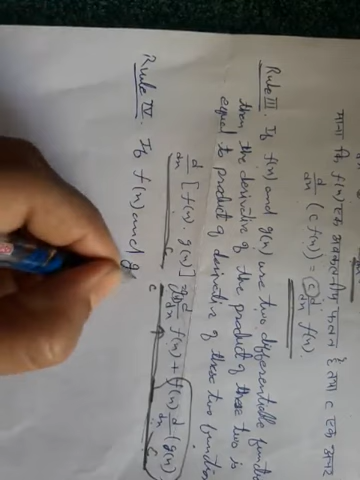 माना कि f(x) एक अवकलनीय फलन है तथा c एक अचर
d/dx (c f(x)) = c d/dx f(x).
Rule III. If f(x) and g(x) are two differentiable functi
then the derivative of the product of these two is
equal to product of derivative of these two function
d/dx [f(x). g(x)] = g(x) d/dx f(x) + f(x) d/dx (g(x)
Rule IV. If f(x) and g